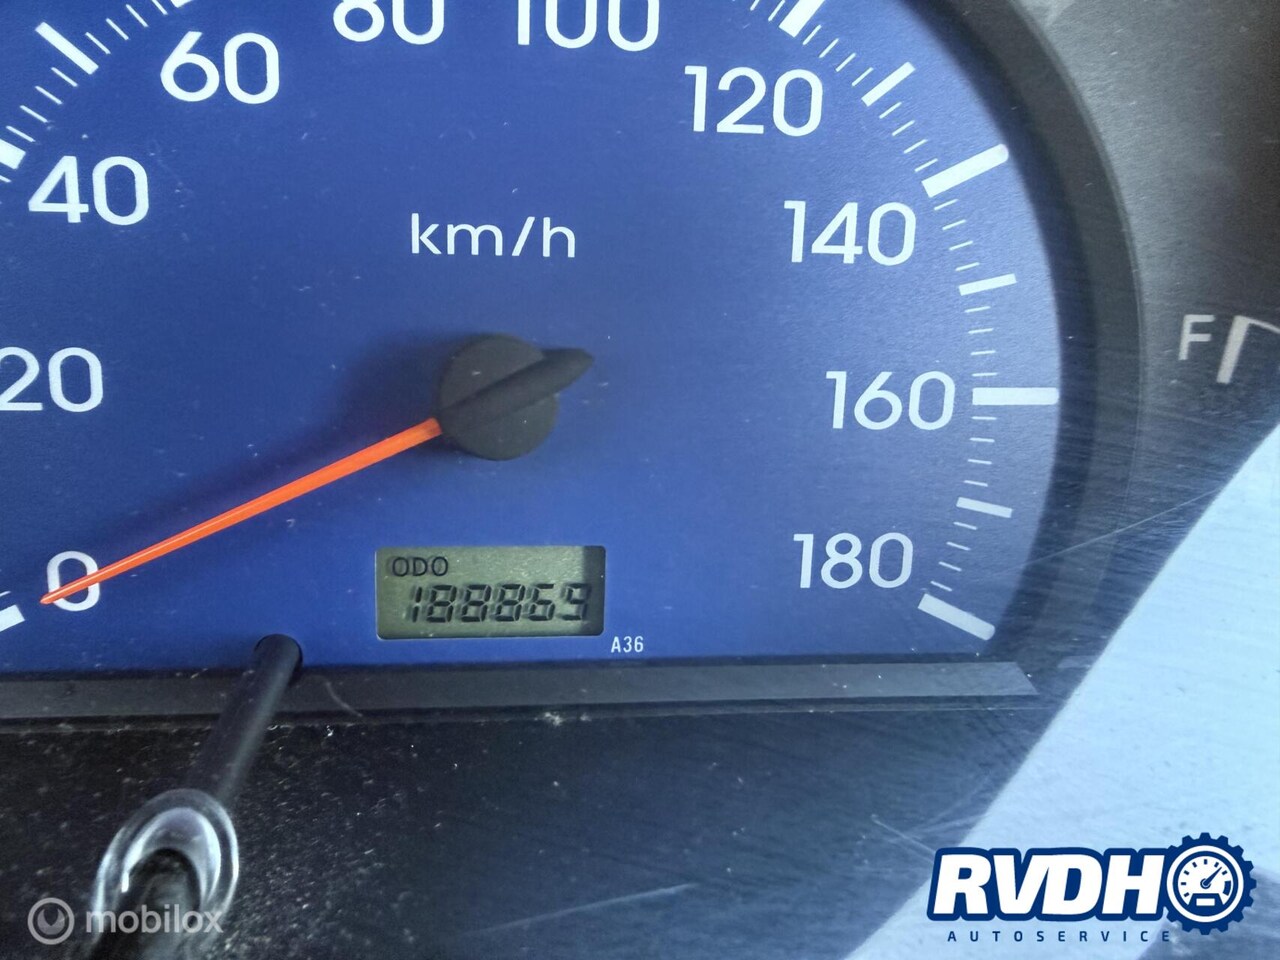 80 100
60
120
40
km/h
140
F
20
160
0
180
ODO
188869
A36
RVDH
AUTOSERVICE
mobilox